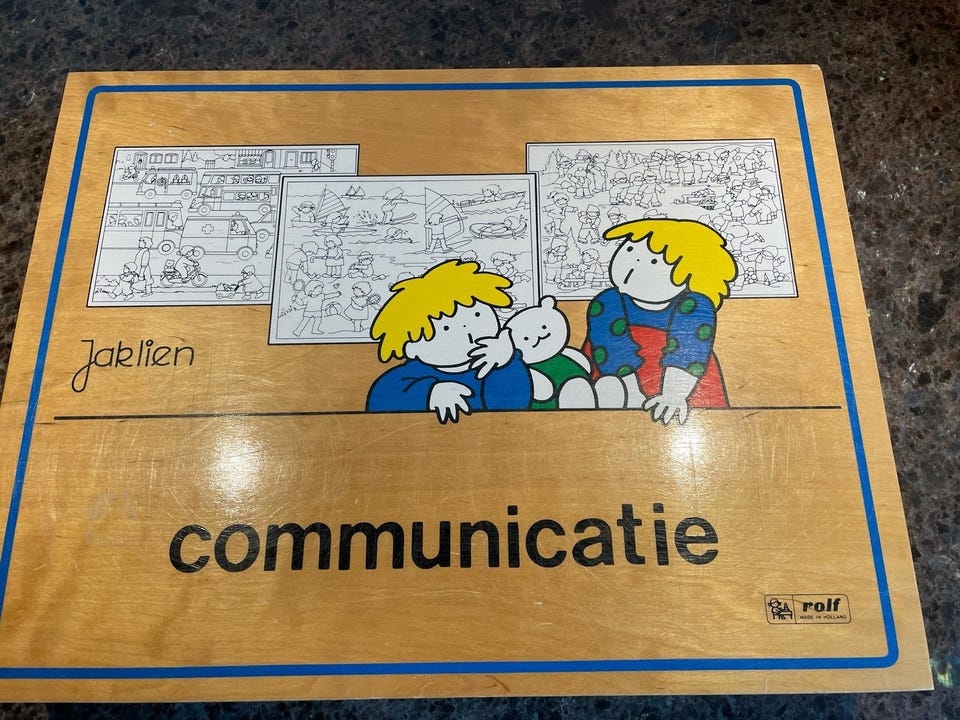 Jaklien
communicatie
rolf
MADE IN HOLLAND